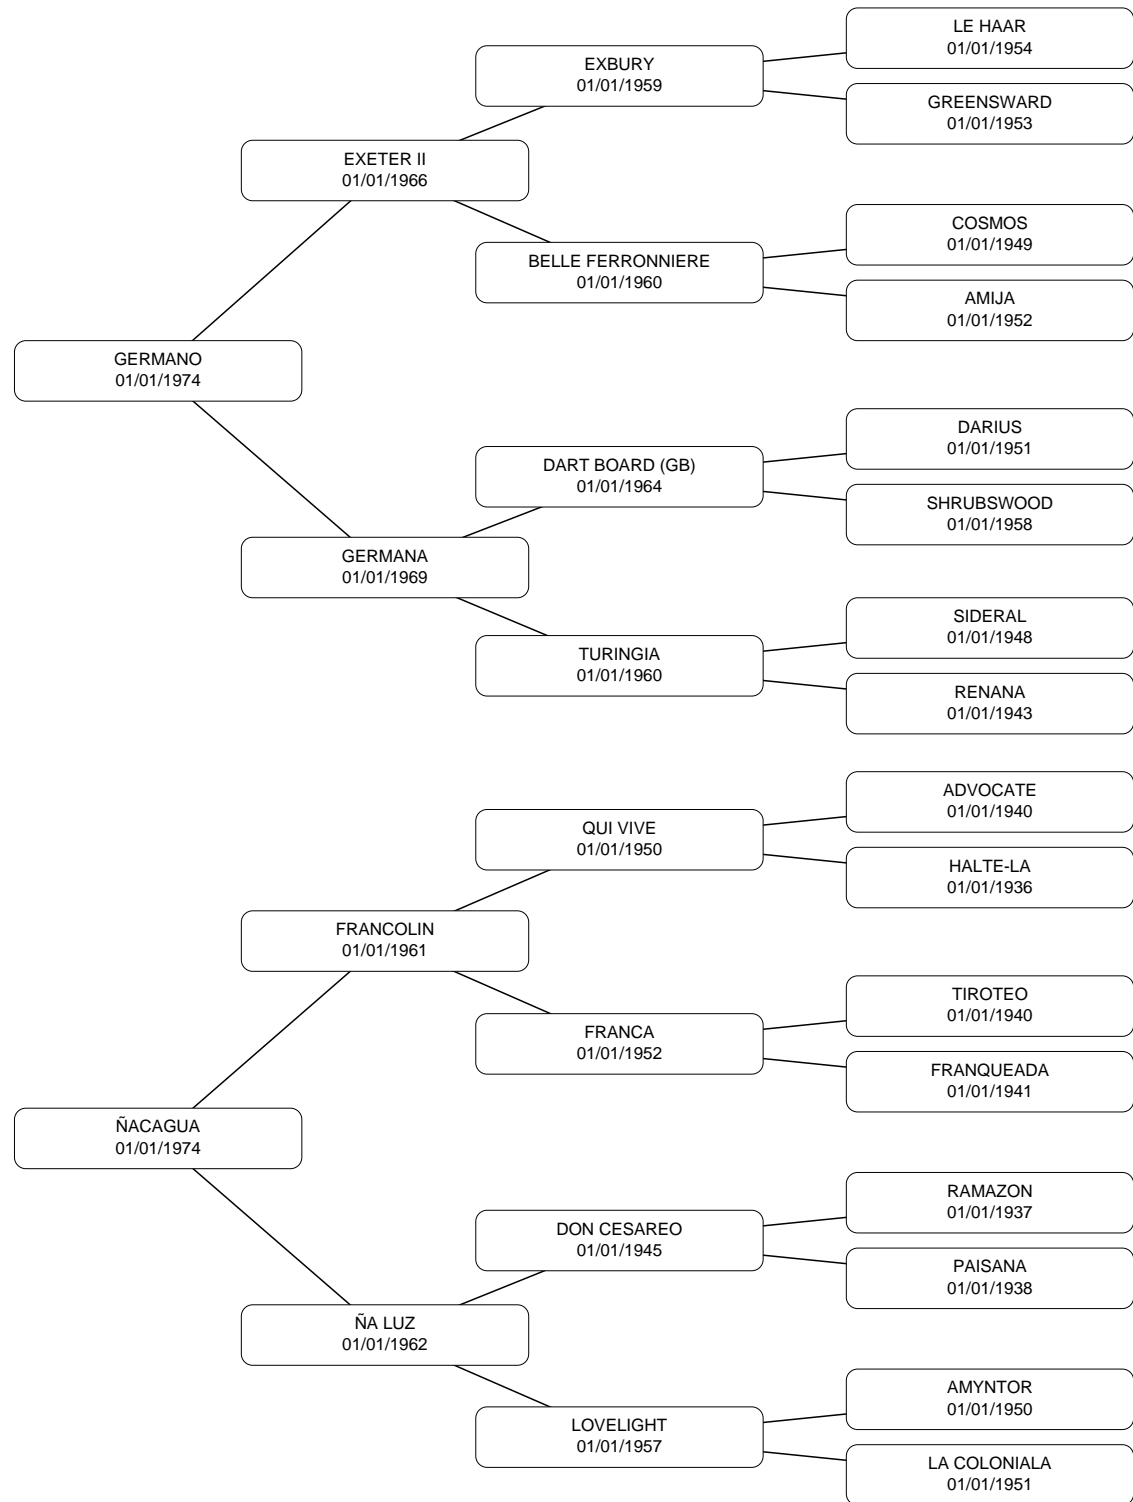 LE HAAR
01/01/1954
EXBURY
01/01/1959
GREENSWARD
01/01/1953
EXETER II
01/01/1966
COSMOS
01/01/1949
BELLE FERRONNIERE
01/01/1960
AMIJA
01/01/1952
GERMANO
01/01/1974
DARIUS
01/01/1951
DART BOARD (GB)
01/01/1964
SHRUBSWOOD
01/01/1958
GERMANA
01/01/1969
SIDERAL
01/01/1948
TURINGIA
01/01/1960
RENANA
01/01/1943
ADVOCATE
01/01/1940
QUI VIVE
01/01/1950
HALTE-LA
01/01/1936
FRANCOLIN
01/01/1961
TIROTEO
01/01/1940
FRANCA
01/01/1952
FRANQUEADA
01/01/1941
ÑACAGUA
01/01/1974
RAMAZON
01/01/1937
DON CESAREO
01/01/1945
PAISANA
01/01/1938
ÑA LUZ
01/01/1962
AMYNTOR
01/01/1950
LOVELIGHT
01/01/1957
LA COLONIALA
01/01/1951